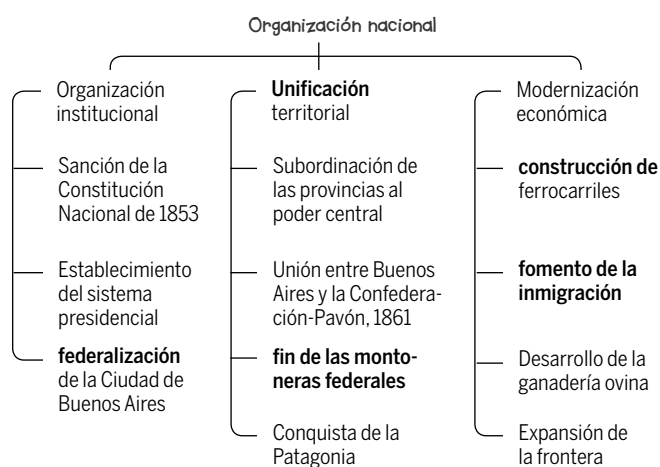 Organización nacional
Organización
institucional
Sanción de la
Constitución
Nacional de 1853
Establecimiento
del sistema
presidencial
federalización
de la Ciudad de
Buenos Aires
Unificación
territorial
Subordinación de
las provincias al
poder central
Unión entre Buenos
Aires y la Confedera-
ción-Pavón, 1861
fin de las monto-
neras federales
Conquista de la
Patagonia
Modernización
económica
construcción de
ferrocarriles
fomento de la
inmigración
Desarrollo de la
ganadería ovina
Expansión de
la frontera